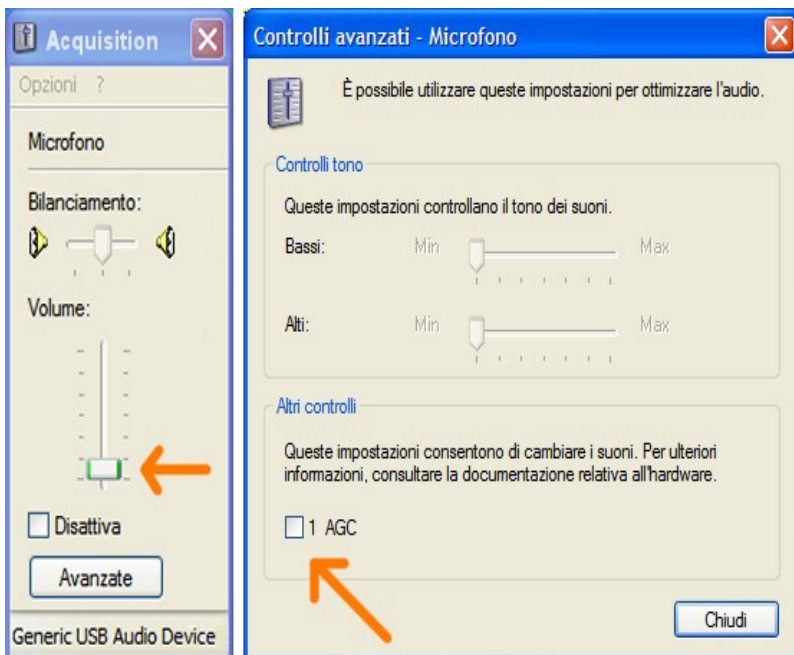 Acquisition
Opzioni ?
Microfono
Bilanciamento:
Volume:
Disattiva
Avanzate
Generic USB Audio Device
Controlli avanzati - Microfono
È possibile utilizzare queste impostazioni per ottimizzare l'audio.
Controlli tono
Queste impostazioni controllano il tono dei suoni.
Bassi: Min Max
Alti: Min Max
Altri controlli
Queste impostazioni consentono di cambiare i suoni. Per ulteriori
informazioni, consultare la documentazione relativa all'hardware.
1 AGC
Chiudi